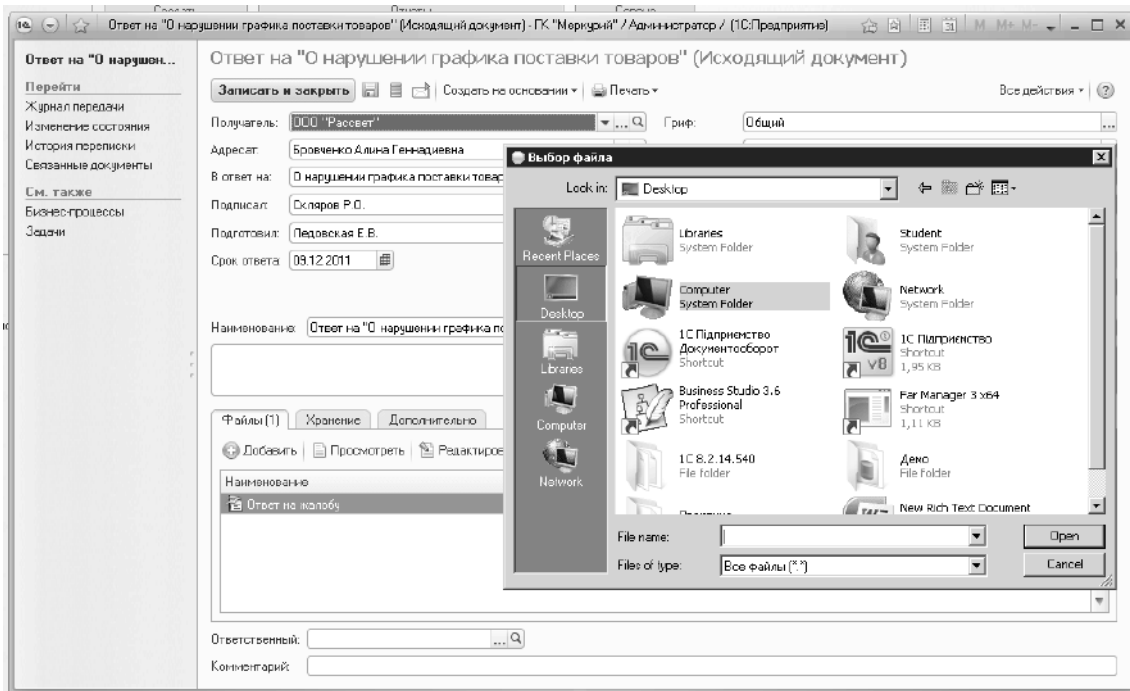 Создать Отчеты Сервис
Ответ на "О нарушении графика поставки товаров" (Исходящий документ) - ГК "Меркурий" / Администратор / (1С:Предприятие) M M+ M-
Ответ на "О нарушен...
Перейти
Журнал передачи
Изменение состояния
История переписки
Связанные документы
См. также
Бизнес-процессы
Задачи
Ответ на "О нарушении графика поставки товаров" (Исходящий документ)
Записать и закрыть Создать на основании Печать Все действия
Получатель: ООО "Рассвет" ... Гриф: Общий ...
Адресат: Бровченко Алина Геннадиевна
В ответ на: О нарушении графика поставки товар
Подписал: Скляров Р.О.
Подготовил: Ледовская Е.В.
Срок ответа: 09.12.2011
Наименование: Ответ на "О нарушении графика по
Файлы (1) Хранение Дополнительно
Добавить Просмотреть Редактиров
Наименование
Ответ на жалобу
Ответственный: ...
Комментарий:
Выбор файла
Look in: Desktop
Recent Places
Desktop
Libraries
Computer
Network
Libraries
System Folder
Student
System Folder
Computer
System Folder
Network
System Folder
1С Підприємство
Документооборот
Shortcut
1С Підприємство
Shortcut
1,95 KB
Business Studio 3.6
Professional
Shortcut
Far Manager 3 x64
Shortcut
1,11 KB
1C 8.2.14.540
File folder
Демо
File folder
New Rich Text Document
File name: Open
Files of type: Все файлы (*.*) Cancel